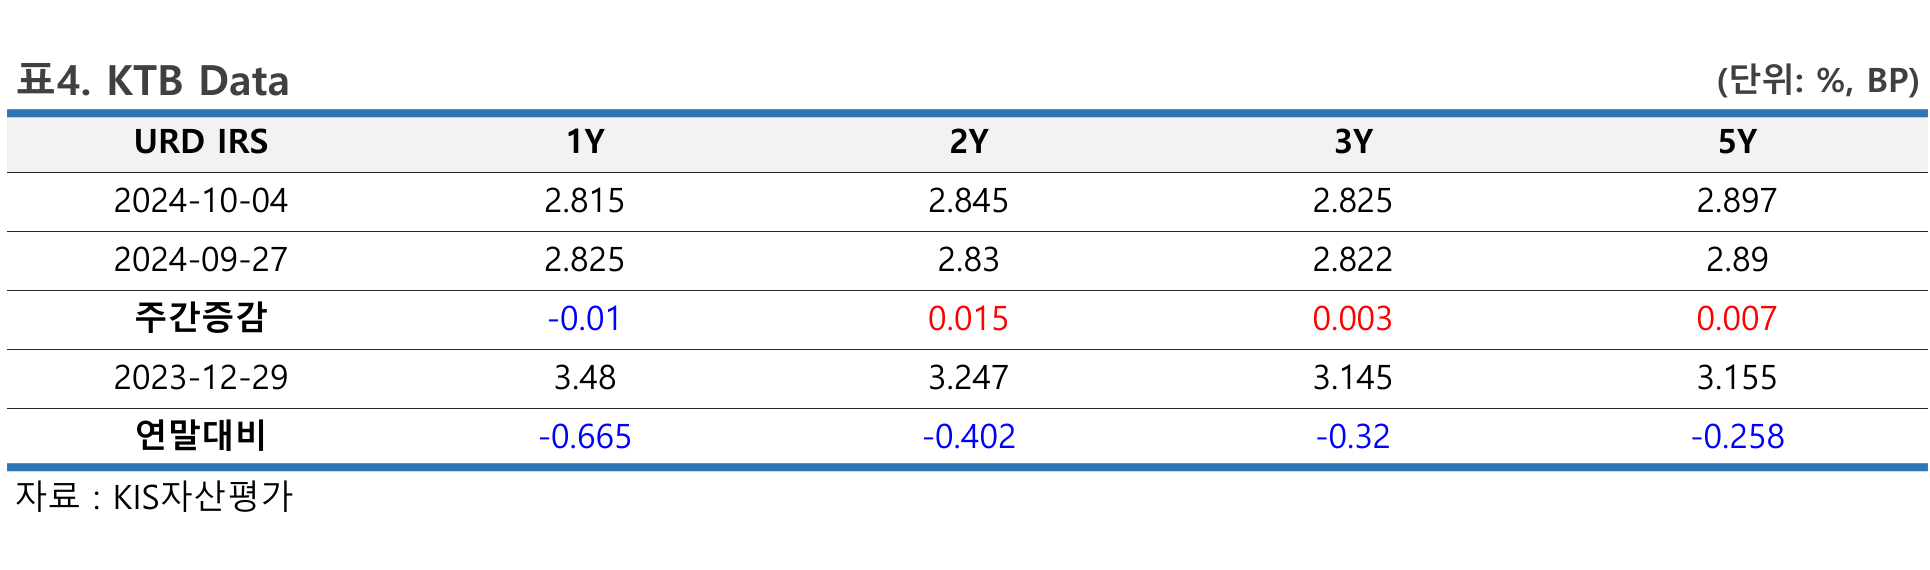 표4. KTB Data (단위: %, BP)
URD IRS 1Y 2Y 3Y 5Y
2024-10-04 2.815 2.845 2.825 2.897
2024-09-27 2.825 2.83 2.822 2.89
주간증감 -0.01 0.015 0.003 0.007
2023-12-29 3.48 3.247 3.145 3.155
연말대비 -0.665 -0.402 -0.32 -0.258
자료 : KIS자산평가